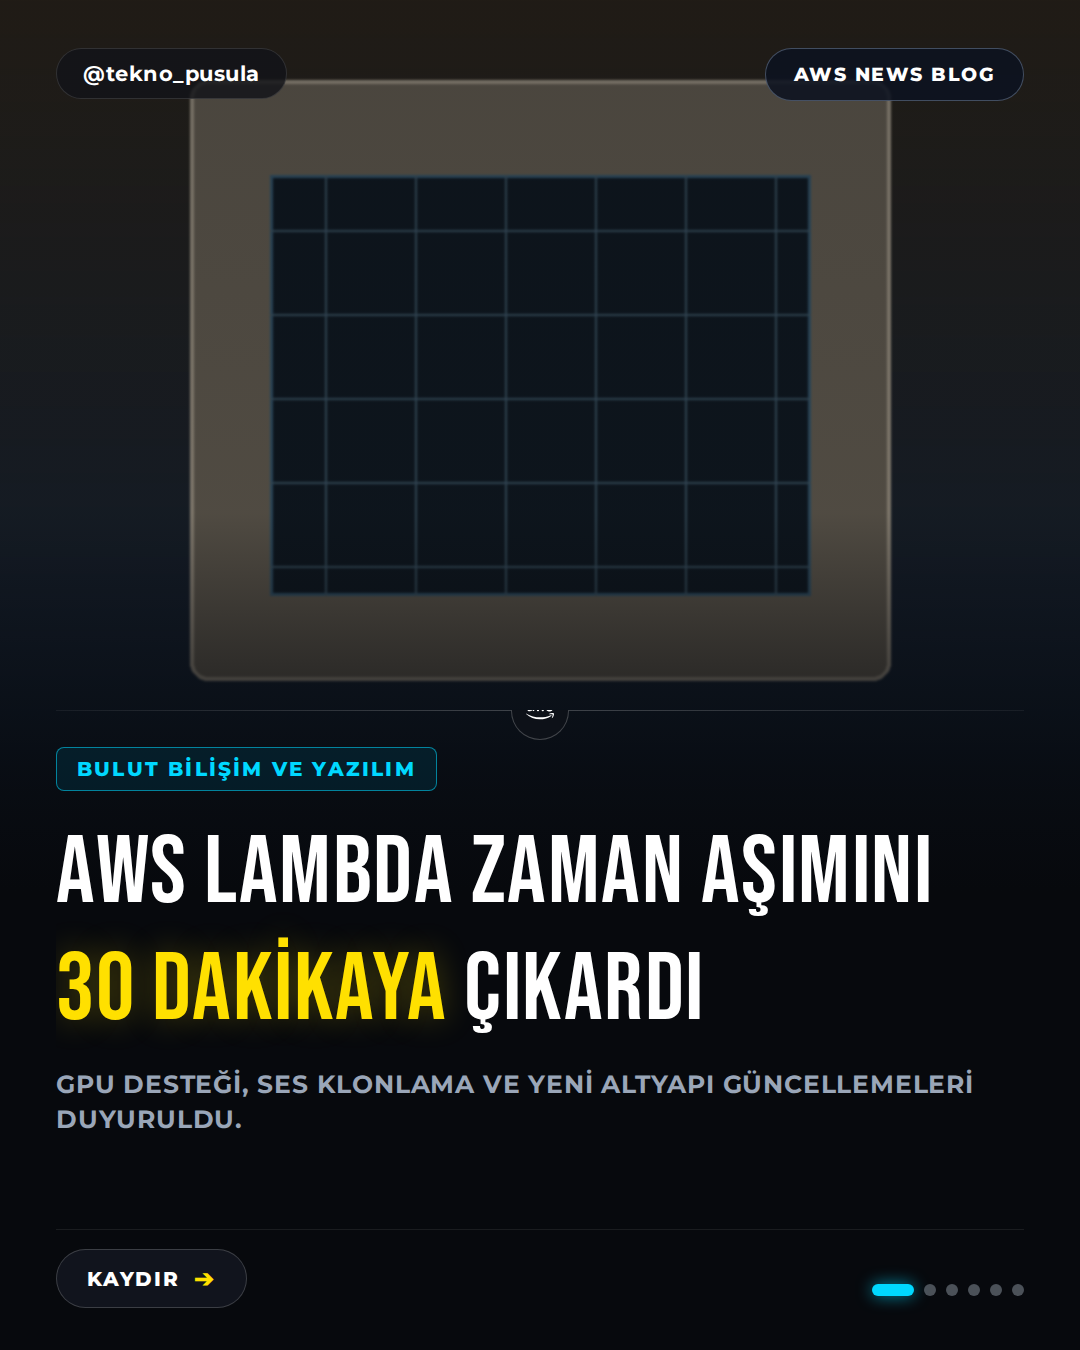 @tekno_pusula
AWS NEWS BLOG
BULUT BİLİŞİM VE YAZILIM
AWS LAMBDA ZAMAN AŞIMINI
30 DAKİKAYA ÇIKARDI
GPU DESTEĞİ, SES KLONLAMA VE YENİ ALTYAPI GÜNCELLEMELERİ
DUYURULDU.
KAYDIR ➔